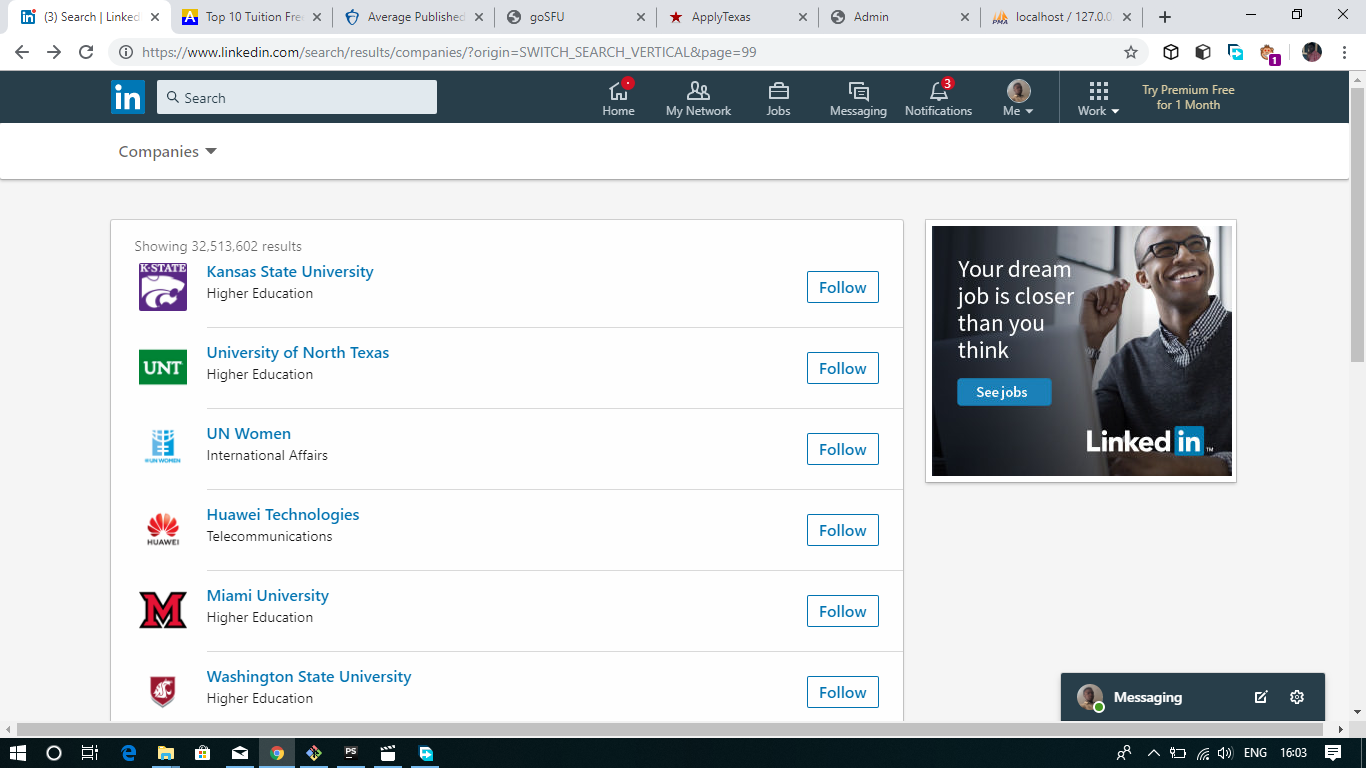 (3) Search | Linked
Top 10 Tuition Fre
Average Published
goSFU
ApplyTexas
Admin
localhost / 127.0.0
https://www.linkedin.com/search/results/companies/?origin=SWITCH_SEARCH_VERTICAL&page=99
1
in
Search
Home
My Network
Jobs
Messaging
3
Notifications
Me
Work
Try Premium Free
for 1 Month
Companies
Showing 32,513,602 results
K-STATE
Kansas State University
Higher Education
Follow
UNT
University of North Texas
Higher Education
Follow
UN WOMEN
UN Women
International Affairs
Follow
HUAWEI
Huawei Technologies
Telecommunications
Follow
M
Miami University
Higher Education
Follow
Washington State University
Higher Education
Follow
Your dream
job is closer
than you
think
See jobs
Linked in™
Messaging
PS
ENG
16:03